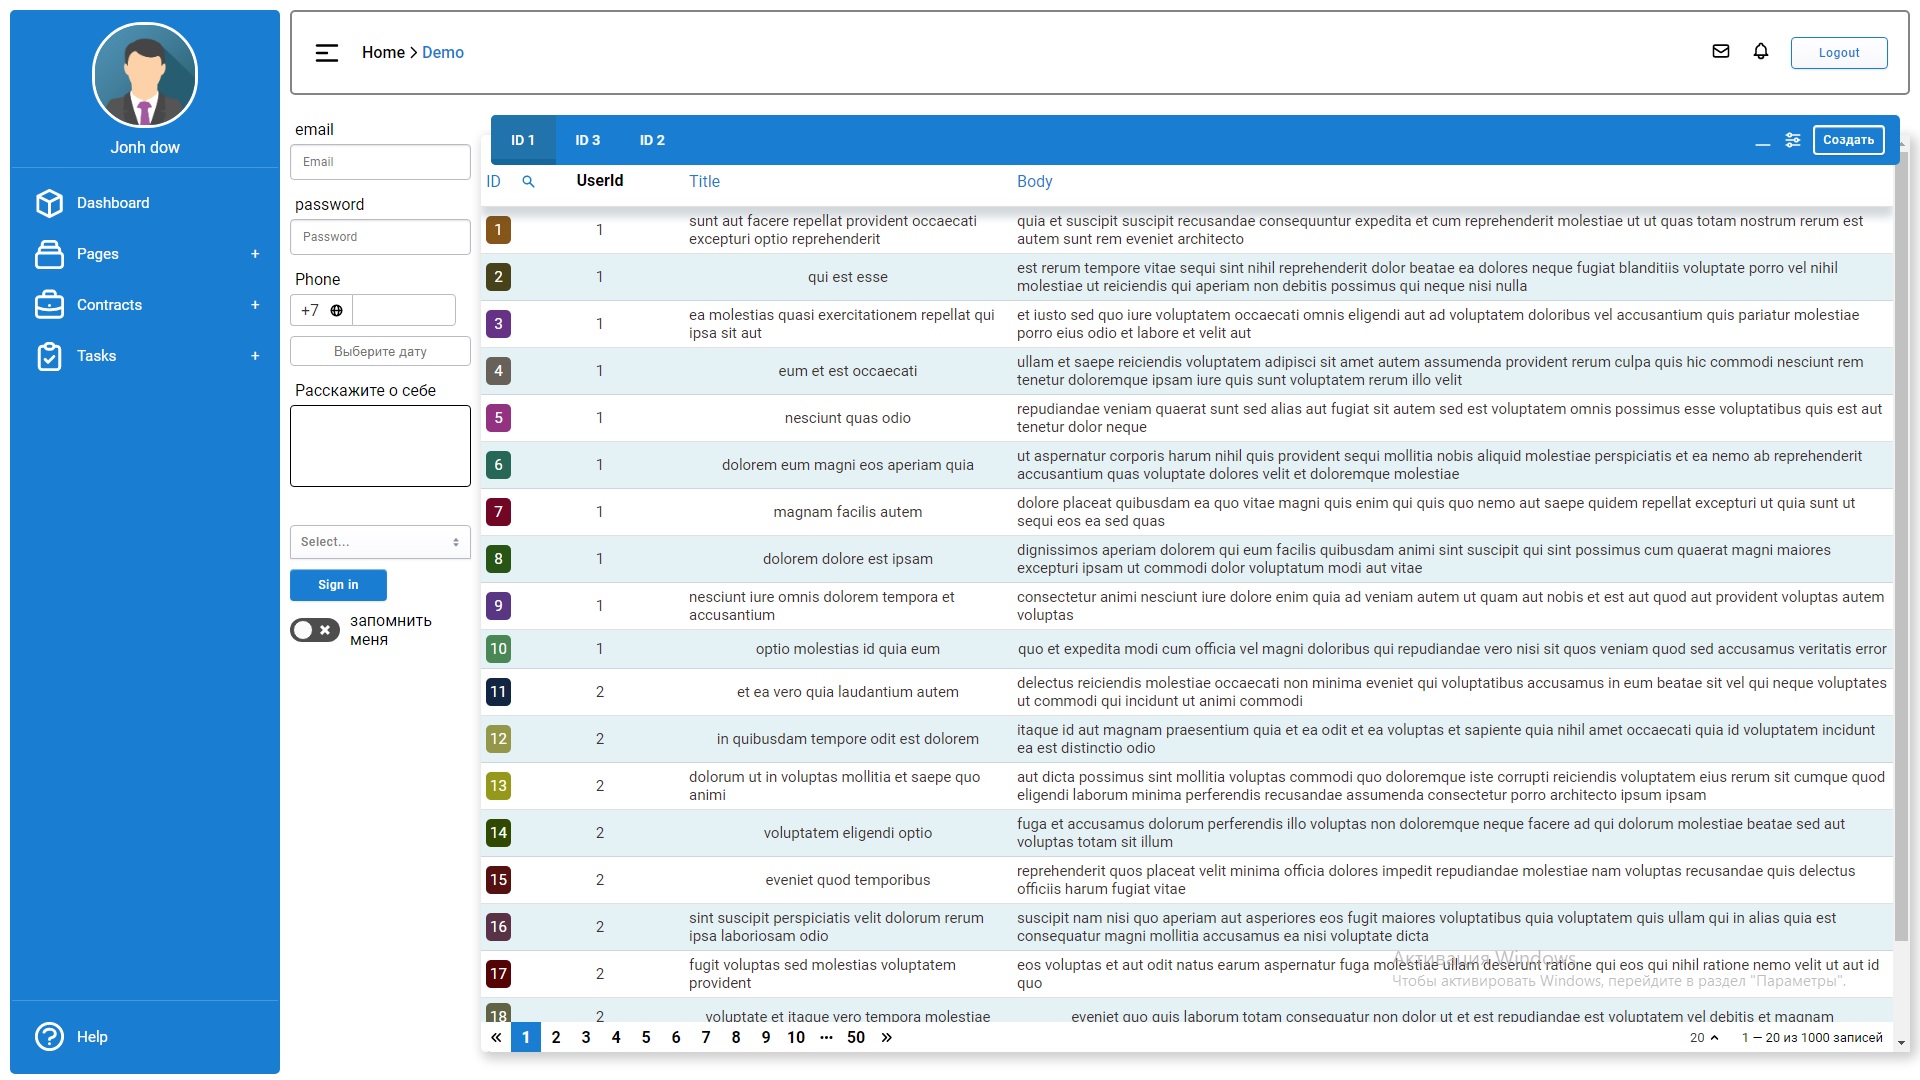 Jonh dow
Dashboard
Pages +
Contracts +
Tasks +
Help
Home > Demo
Logout
email
Email
password
Password
Phone
+7
Выберите дату
Расскажите о себе
Select...
Sign in
запомнить
меня
ID 1 ID 3 ID 2
Создать
ID UserId Title Body
1 1 sunt aut facere repellat provident occaecati quia et suscipit suscipit recusandae consequuntur expedita et cum reprehenderit molestiae ut ut quas totam nostrum rerum est
excepturi optio reprehenderit autem sunt rem eveniet architecto
2 1 qui est esse est rerum tempore vitae sequi sint nihil reprehenderit dolor beatae ea dolores neque fugiat blanditiis voluptate porro vel nihil
molestiae ut reiciendis qui aperiam non debitis possimus qui neque nisi nulla
3 1 ea molestias quasi exercitationem repellat qui et iusto sed quo iure voluptatem occaecati omnis eligendi aut ad voluptatem doloribus vel accusantium quis pariatur molestiae
ipsa sit aut porro eius odio et labore et velit aut
4 1 eum et est occaecati ullam et saepe reiciendis voluptatem adipisci sit amet autem assumenda provident rerum culpa quis hic commodi nesciunt rem
tenetur doloremque ipsam iure quis sunt voluptatem rerum illo velit
5 1 nesciunt quas odio repudiandae veniam quaerat sunt sed alias aut fugiat sit autem sed est voluptatem omnis possimus esse voluptatibus quis est aut
tenetur dolor neque
6 1 dolorem eum magni eos aperiam quia ut aspernatur corporis harum nihil quis provident sequi mollitia nobis aliquid molestiae perspiciatis et ea nemo ab reprehenderit
accusantium quas voluptate dolores velit et doloremque molestiae
7 1 magnam facilis autem dolore placeat quibusdam ea quo vitae magni quis enim qui quis quo nemo aut saepe quidem repellat excepturi ut quia sunt ut
sequi eos ea sed quas
8 1 dolorem dolore est ipsam dignissimos aperiam dolorem qui eum facilis quibusdam animi sint suscipit qui sint possimus cum quaerat magni maiores
excepturi ipsam ut commodi dolor voluptatum modi aut vitae
9 1 nesciunt iure omnis dolorem tempora et consectetur animi nesciunt iure dolore enim quia ad veniam autem ut quam aut nobis et est aut quod aut provident voluptas autem
accusantium voluptas
10 1 optio molestias id quia eum quo et expedita modi cum officia vel magni doloribus qui repudiandae vero nisi sit quos veniam quod sed accusamus veritatis error
11 2 et ea vero quia laudantium autem delectus reiciendis molestiae occaecati non minima eveniet qui voluptatibus accusamus in eum beatae sit vel qui neque voluptates
ut commodi qui incidunt ut animi commodi
12 2 in quibusdam tempore odit est dolorem itaque id aut magnam praesentium quia et ea odit et ea voluptas et sapiente quia nihil amet occaecati quia id voluptatem incidunt
ea est distinctio odio
13 2 dolorum ut in voluptas mollitia et saepe quo aut dicta possimus sint mollitia voluptas commodi quo doloremque iste corrupti reiciendis voluptatem eius rerum sit cumque quod
animi eligendi laborum minima perferendis recusandae assumenda consectetur porro architecto ipsum ipsam
14 2 voluptatem eligendi optio fuga et accusamus dolorum perferendis illo voluptas non doloremque neque facere ad qui dolorum molestiae beatae sed aut
voluptas totam sit illum
15 2 eveniet quod temporibus reprehenderit quos placeat velit minima officia dolores impedit repudiandae molestiae nam voluptas recusandae quis delectus
officiis harum fugiat vitae
16 2 sint suscipit perspiciatis velit dolorum rerum suscipit nam nisi quo aperiam aut asperiores eos fugit maiores voluptatibus quia voluptatem quis ullam qui in alias quia est
ipsa laboriosam odio consequatur magni mollitia accusamus ea nisi voluptate dicta
17 2 fugit voluptas sed molestias voluptatem eos voluptas et aut odit natus earum aspernatur fuga molestiae ullam deserunt ratione qui eos qui nihil ratione nemo velit ut aut id
provident quo
18 2 voluptate et itaque vero tempora molestiae eveniet quo quis laborum totam consequatur non dolor ut et est repudiandae est voluptatem vel debitis et magnam
Активация Windows
Чтобы активировать Windows, перейдите в раздел "Параметры".
« 1 2 3 4 5 6 7 8 9 10 ••• 50 »
20 1 — 20 из 1000 записей